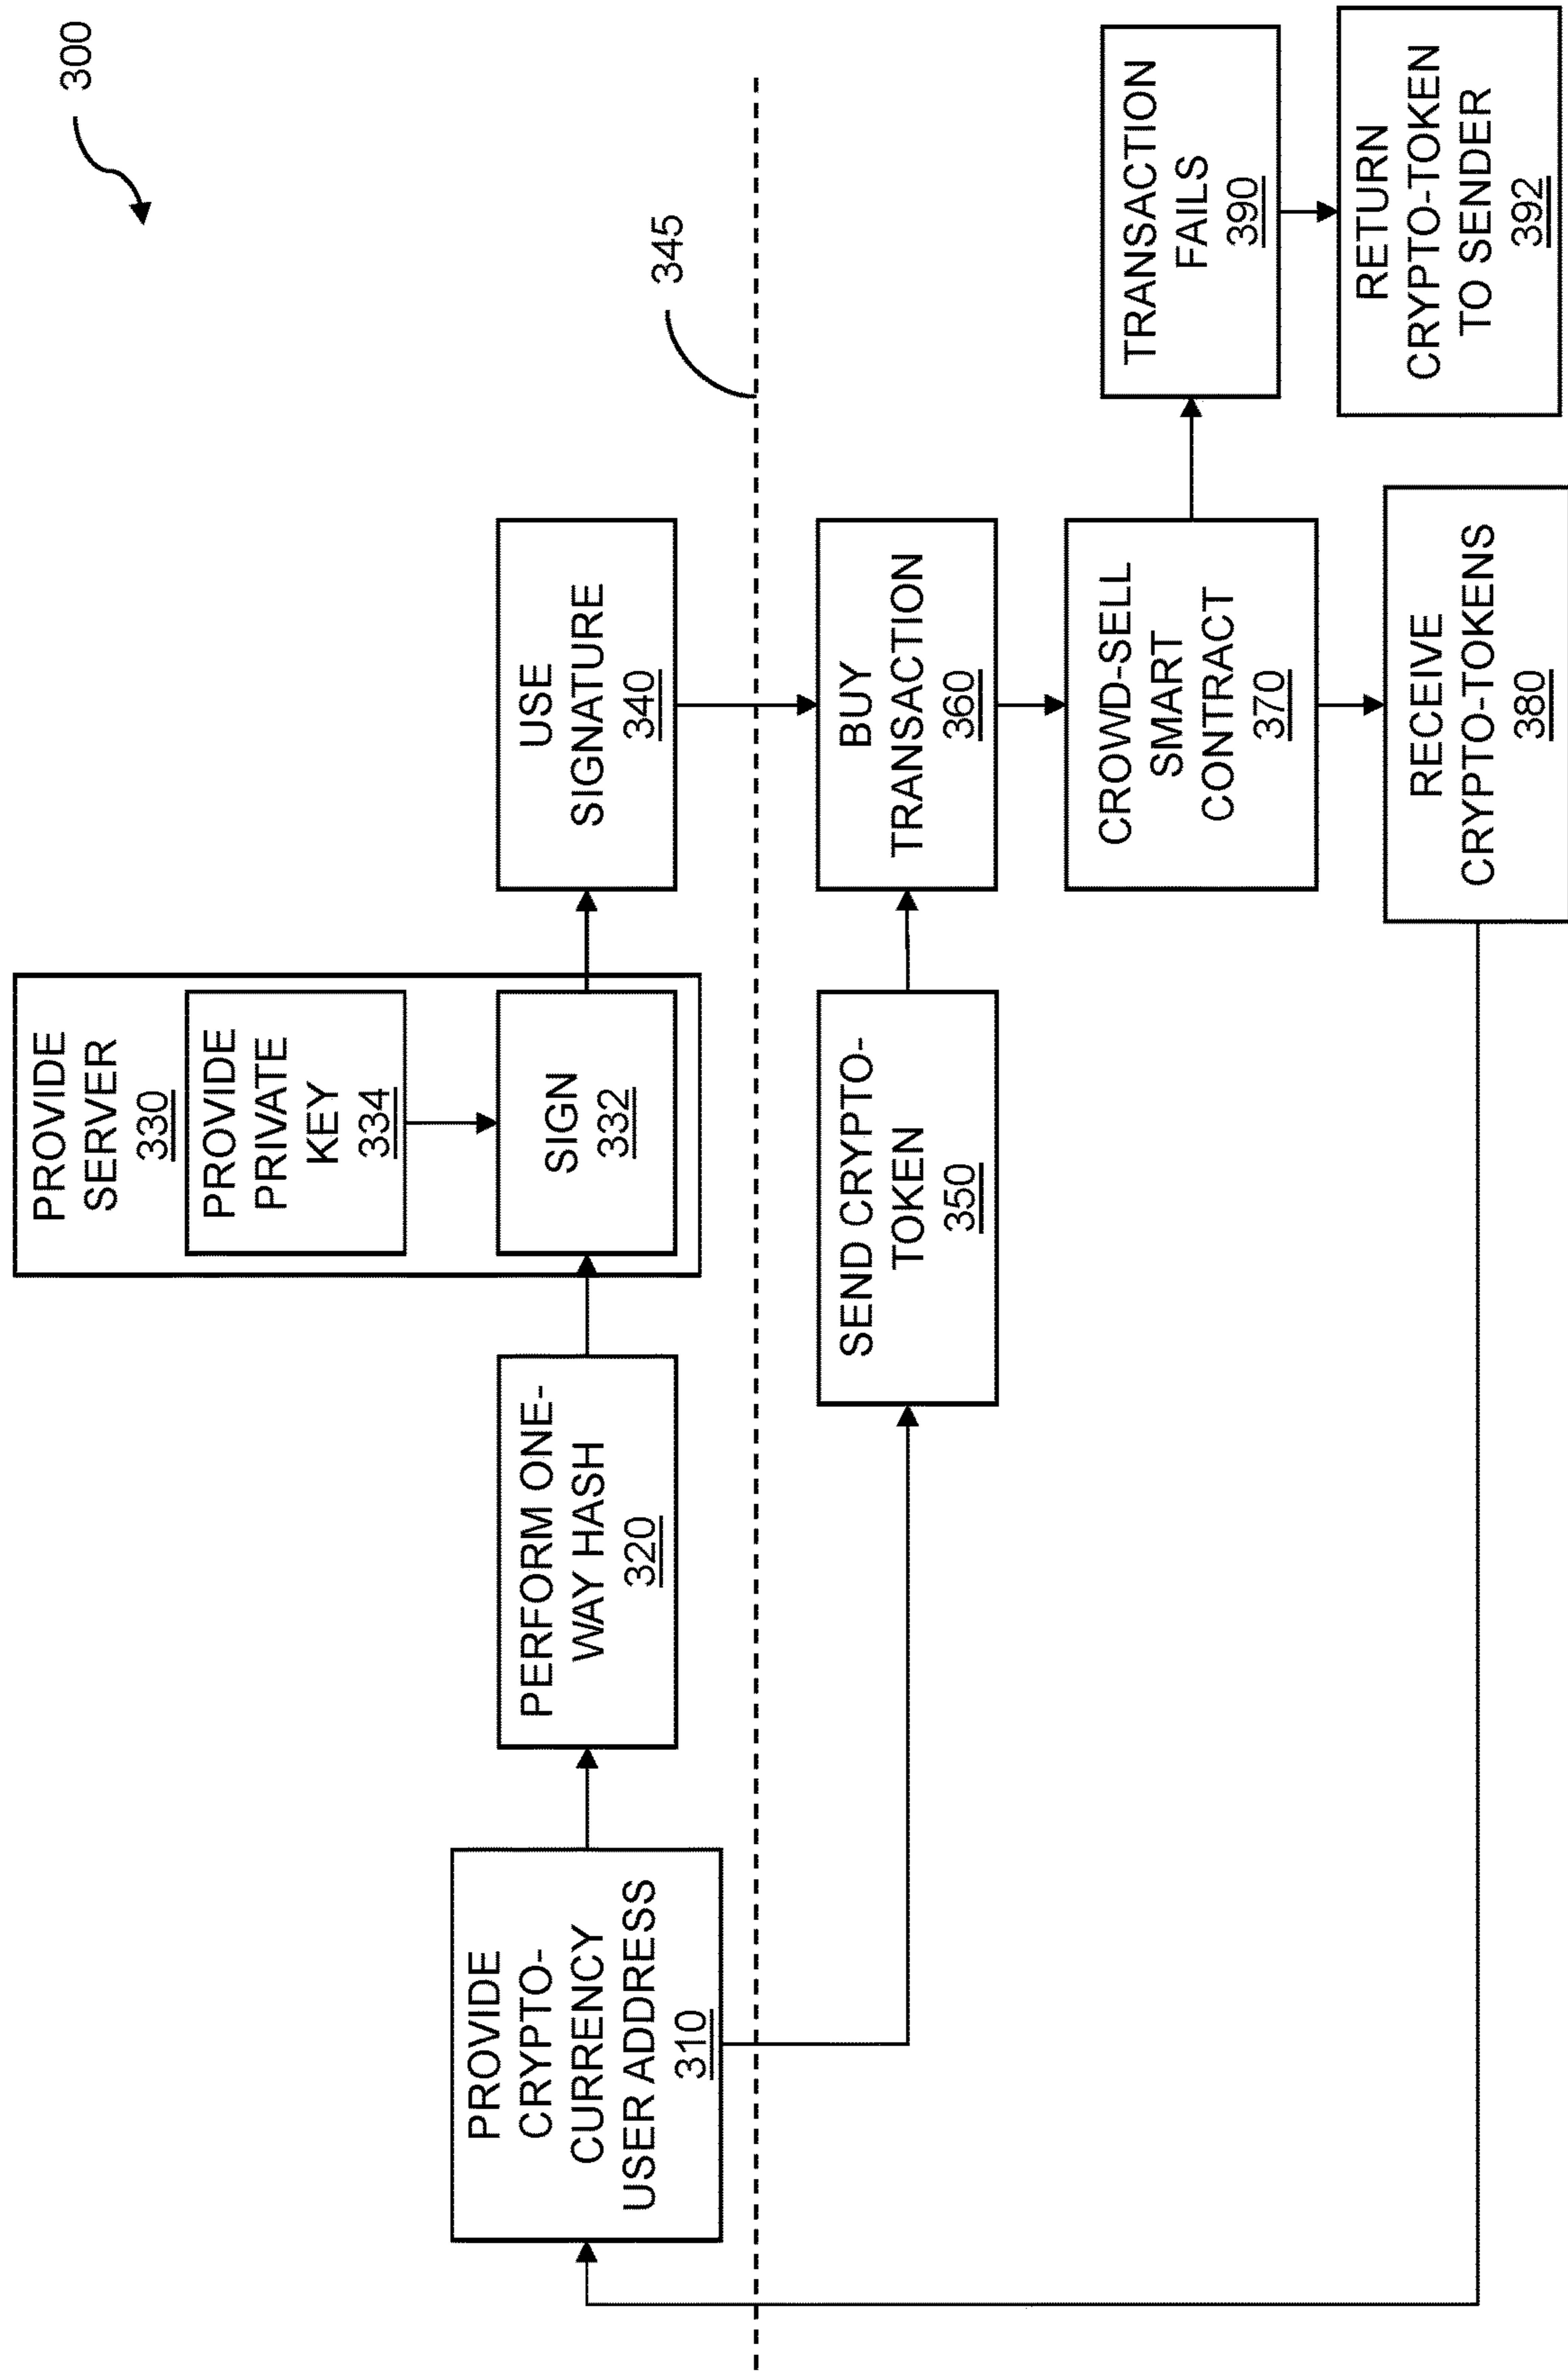 300
PROVIDE
SERVER
330
PROVIDE
PRIVATE
KEY
334
SIGN
332
PROVIDE
CRYPTO-
CURRENCY
USER ADDRESS
310
PERFORM ONE-
WAY HASH
320
USE
SIGNATURE
340
345
SEND CRYPTO-
TOKEN
350
BUY
TRANSACTION
360
CROWD-SELL
SMART
CONTRACT
370
TRANSACTION
FAILS
390
RECEIVE
CRYPTO-TOKENS
380
RETURN
CRYPTO-TOKEN
TO SENDER
392